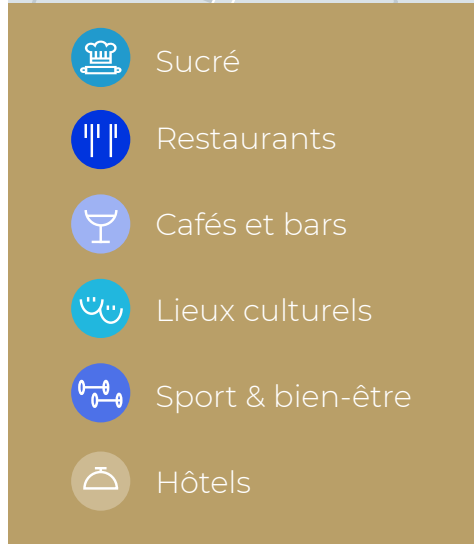 Sucré
Restaurants
Cafés et bars
Lieux culturels
Sport & bien-être
Hôtels